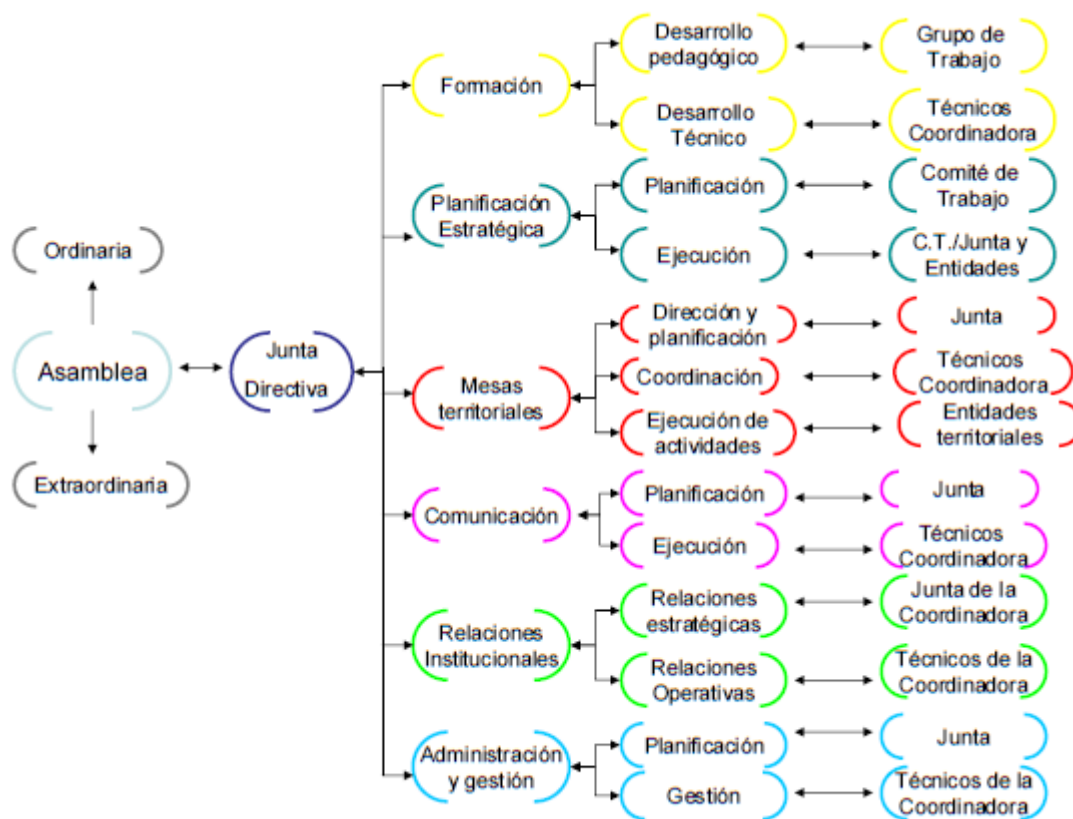 Ordinaria
Asamblea
Extraordinaria
Junta
Directiva
Formación
Desarrollo
pedagógico
Grupo de
Trabajo
Desarrollo
Técnico
Técnicos
Coordinadora
Planificación
Estratégica
Planificación
Comité de
Trabajo
Ejecución
C.T./Junta y
Entidades
Mesas
territoriales
Dirección y
planificación
Junta
Coordinación
Técnicos
Coordinadora
Ejecución de
actividades
Entidades
territoriales
Comunicación
Planificación
Junta
Ejecución
Técnicos
Coordinadora
Relaciones
Institucionales
Relaciones
estratégicas
Junta de la
Coordinadora
Relaciones
Operativas
Técnicos de la
Coordinadora
Administración
y gestión
Planificación
Junta
Gestión
Técnicos de la
Coordinadora